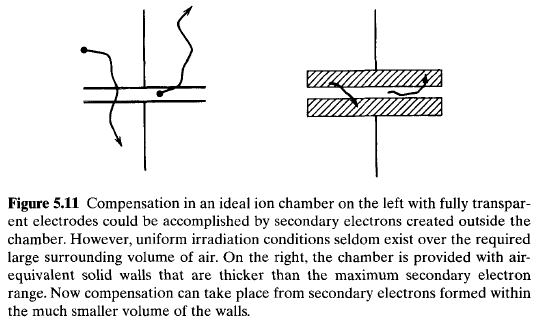 Figure 5.11 Compensation in an ideal ion chamber on the left with fully transpar-
ent electrodes could be accomplished by secondary electrons created outside the
chamber. However, uniform irradiation conditions seldom exist over the required
large surrounding volume of air. On the right, the chamber is provided with air-
equivalent solid walls that are thicker than the maximum secondary electron
range. Now compensation can take place from secondary electrons formed within
the much smaller volume of the walls.